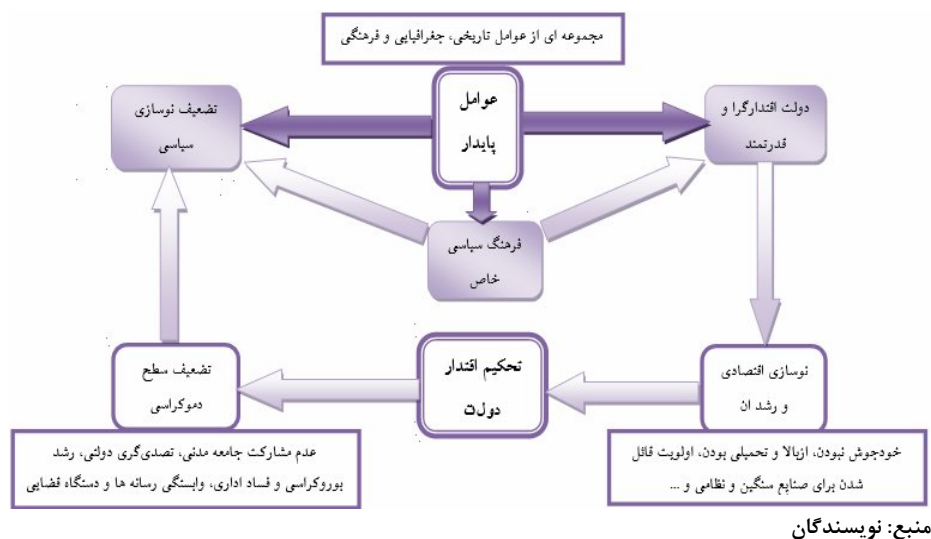 مجموعه ای از عوامل تاریخی، جغرافیایی و فرهنگی
عوامل
پایدار
دولت اقتدارگرا و
قدرتمند
تضعیف نوسازی
سیاسی
فرهنگ سیاسی
خاص
نوسازی اقتصادی
و رشد ان
تحکیم اقتدار
دولت
تضعیف سطح
دموکراسی
خودجوش نبودن، ازبالا و تحمیلی بودن، اولویت قائل
شدن برای صنایع سنگین و نظامی و ...
عدم مشارکت جامعه مدنی، تصدی‌گری دولتی، رشد
بوروکراسی و فساد اداری، وابستگی رسانه ها و دستگاه قضایی
منبع: نویسندگان